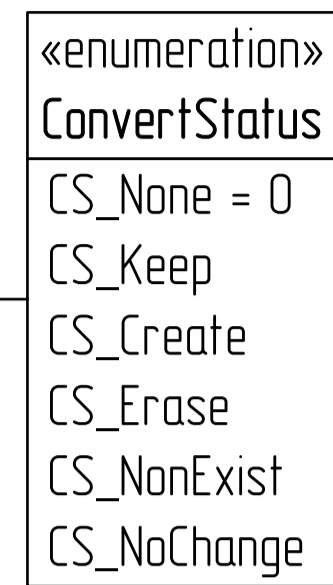 «enumeration»
ConvertStatus
CS_None = 0
CS_Keep
CS_Create
CS_Erase
CS_NonExist
CS_NoChange